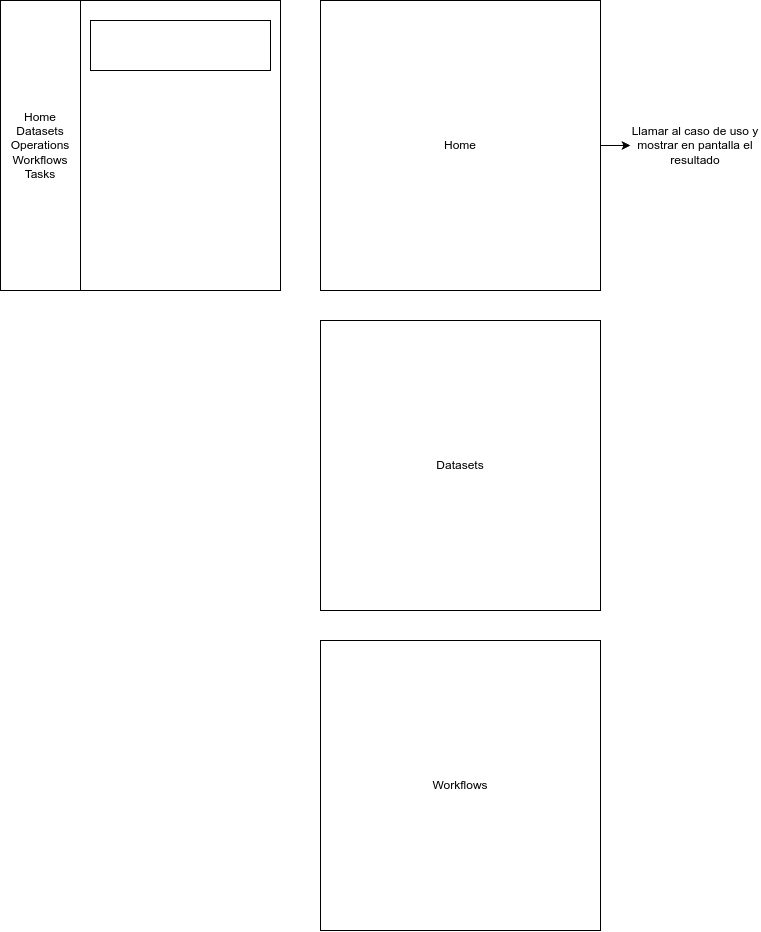 Home
Datasets
Operations
Workflows
Tasks
Home
Llamar al caso de uso y
mostrar en pantalla el
resultado
Datasets
Workflows